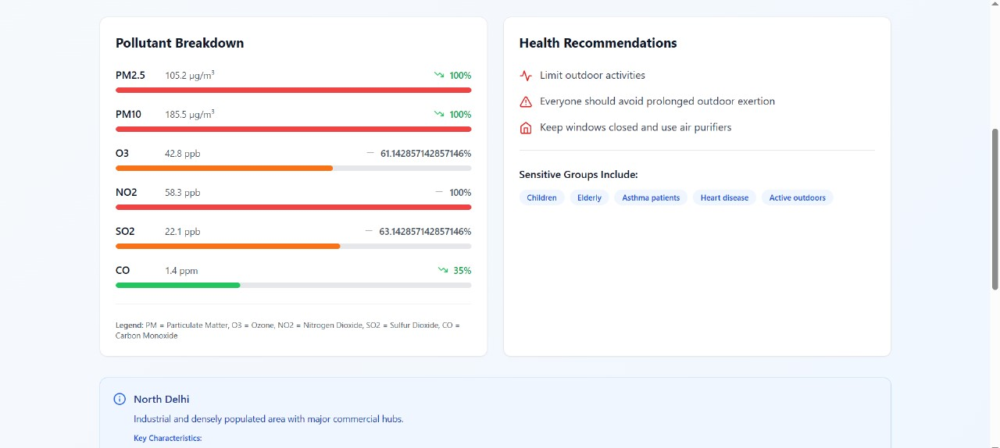 Pollutant Breakdown
PM2.5 105.2 µg/m³ 100%
PM10 185.5 µg/m³ 100%
O3 42.8 ppb — 61.142857142857146%
NO2 58.3 ppb — 100%
SO2 22.1 ppb — 63.142857142857146%
CO 1.4 ppm 35%
Legend: PM = Particulate Matter, O3 = Ozone, NO2 = Nitrogen Dioxide, SO2 = Sulfur Dioxide, CO =
Carbon Monoxide
Health Recommendations
Limit outdoor activities
Everyone should avoid prolonged outdoor exertion
Keep windows closed and use air purifiers
Sensitive Groups Include:
Children Elderly Asthma patients Heart disease Active outdoors
North Delhi
Industrial and densely populated area with major commercial hubs.
Key Characteristics: